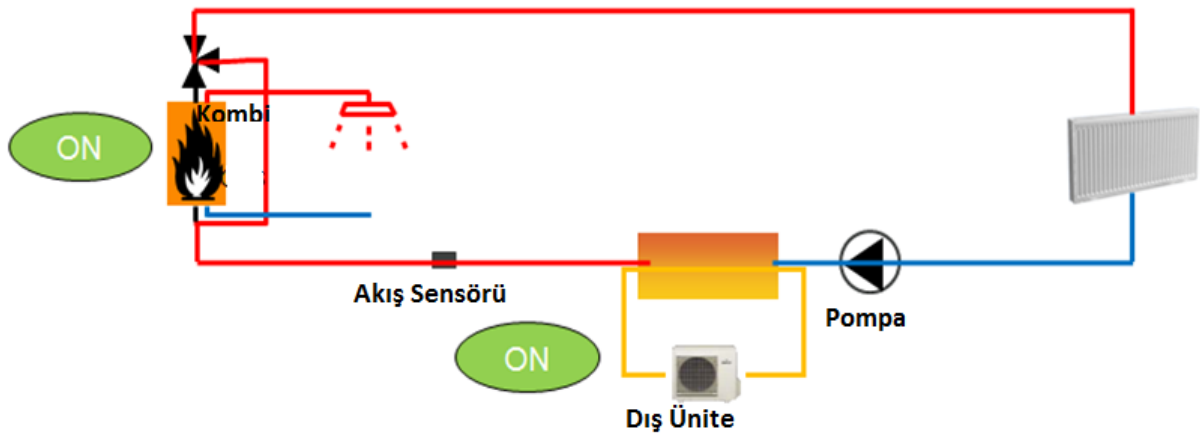 Kombi
ON
Akış Sensörü
Pompa
ON
Dış Ünite